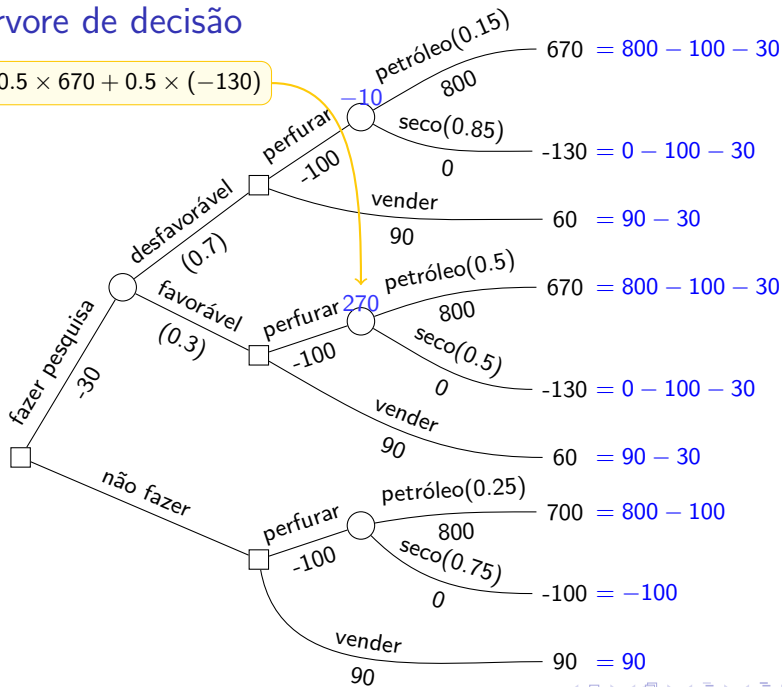 rvore de decisão
0.5 × 670 + 0.5 × (−130)
petróleo(0.15)
800
670 = 800 − 100 − 30
−10
perfurar
-100
seco(0.85)
0
-130 = 0 − 100 − 30
vender
90
60 = 90 − 30
desfavorável
(0.7)
petróleo(0.5)
800
670 = 800 − 100 − 30
favorável
(0.3)
perfurar
-100
270
seco(0.5)
0
-130 = 0 − 100 − 30
fazer pesquisa
-30
vender
90
60 = 90 − 30
não fazer
petróleo(0.25)
800
700 = 800 − 100
perfurar
-100
seco(0.75)
0
-100 = −100
vender
90
90 = 90